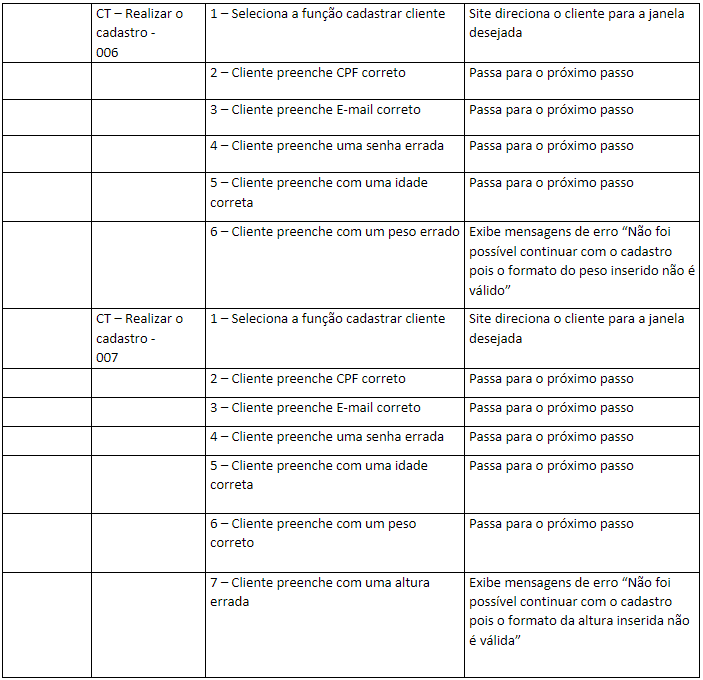 CT – Realizar o
cadastro -
006
1 – Seleciona a função cadastrar cliente
Site direciona o cliente para a janela
desejada
2 – Cliente preenche CPF correto
Passa para o próximo passo
3 – Cliente preenche E-mail correto
Passa para o próximo passo
4 – Cliente preenche uma senha errada
Passa para o próximo passo
5 – Cliente preenche com uma idade
correta
Passa para o próximo passo
6 – Cliente preenche com um peso errado
Exibe mensagens de erro “Não foi
possível continuar com o cadastro
pois o formato do peso inserido não é
válido”
CT – Realizar o
cadastro -
007
1 – Seleciona a função cadastrar cliente
Site direciona o cliente para a janela
desejada
2 – Cliente preenche CPF correto
Passa para o próximo passo
3 – Cliente preenche E-mail correto
Passa para o próximo passo
4 – Cliente preenche uma senha errada
Passa para o próximo passo
5 – Cliente preenche com uma idade
correta
Passa para o próximo passo
6 – Cliente preenche com um peso
correto
Passa para o próximo passo
7 – Cliente preenche com uma altura
errada
Exibe mensagens de erro “Não foi
possível continuar com o cadastro
pois o formato da altura inserida não
é válida”